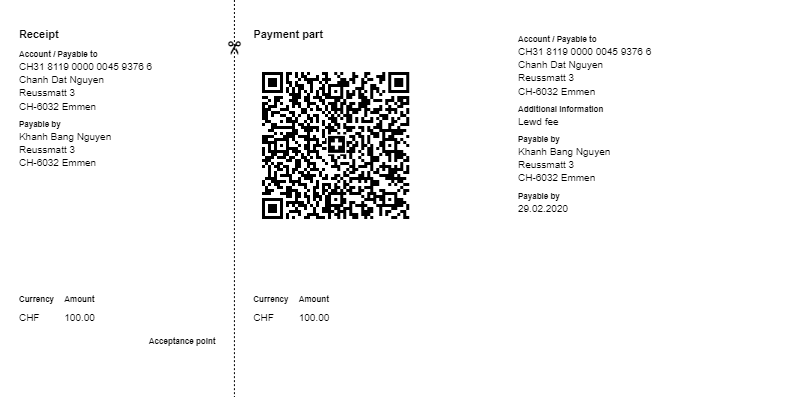 Receipt
Account / Payable to
CH31 8119 0000 0045 9376 6
Chanh Dat Nguyen
Reussmatt 3
CH-6032 Emmen
Payable by
Khanh Bang Nguyen
Reussmatt 3
CH-6032 Emmen
Currency Amount
CHF 100.00
Acceptance point
Payment part
Currency Amount
CHF 100.00
Account / Payable to
CH31 8119 0000 0045 9376 6
Chanh Dat Nguyen
Reussmatt 3
CH-6032 Emmen
Additional information
Lewd fee
Payable by
Khanh Bang Nguyen
Reussmatt 3
CH-6032 Emmen
Payable by
29.02.2020